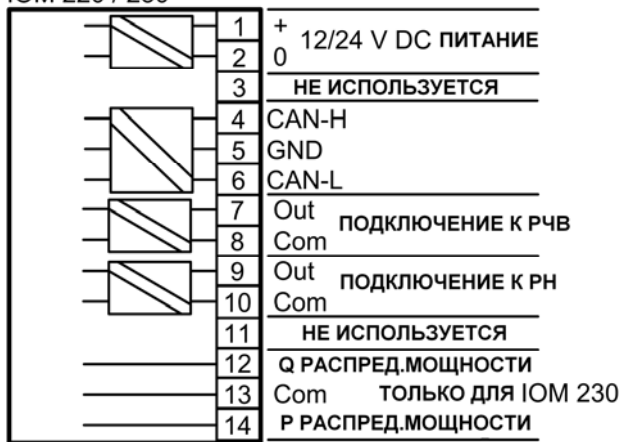 IOM 220 / 230
1 + 12/24 V DC ПИТАНИЕ
2 0
3 НЕ ИСПОЛЬЗУЕТСЯ
4 CAN-H
5 GND
6 CAN-L
7 Out ПОДКЛЮЧЕНИЕ К РЧВ
8 Com
9 Out ПОДКЛЮЧЕНИЕ К РН
10 Com
11 НЕ ИСПОЛЬЗУЕТСЯ
12 Q РАСПРЕД.МОЩНОСТИ
13 Com ТОЛЬКО ДЛЯ IOM 230
14 P РАСПРЕД.МОЩНОСТИ